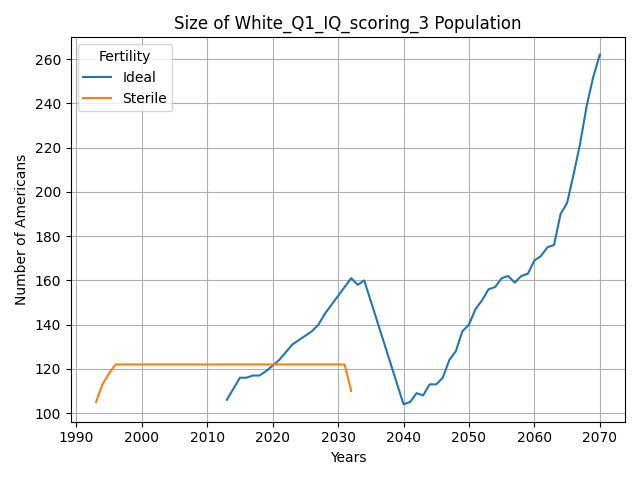 Size of White_Q1_IQ_scoring_3 Population
Number of Americans
260
240
220
200
180
160
140
120
100
Fertility
Ideal
Sterile
1990 2000 2010 2020 2030 2040 2050 2060 2070
Years